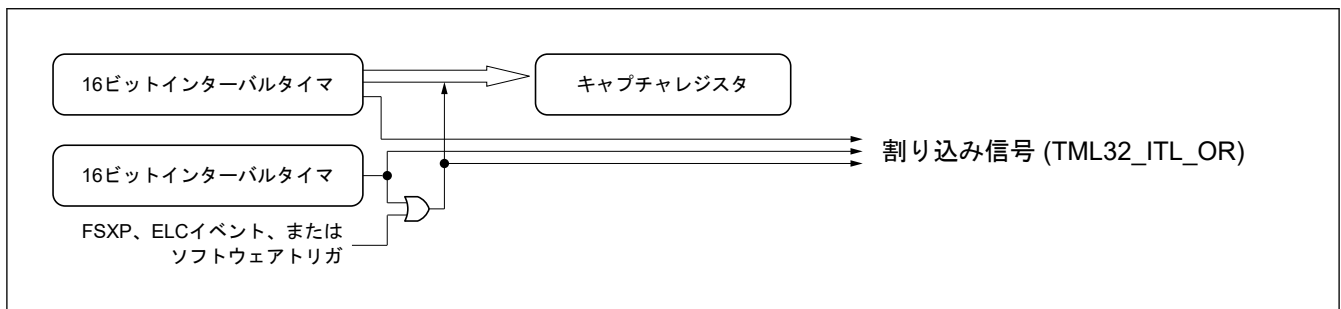 16ビットインターバルタイマ
キャプチャレジスタ
割り込み信号 (TML32_ITL_OR)
16ビットインターバルタイマ
FSXP、ELCイベント、または
ソフトウェアトリガ